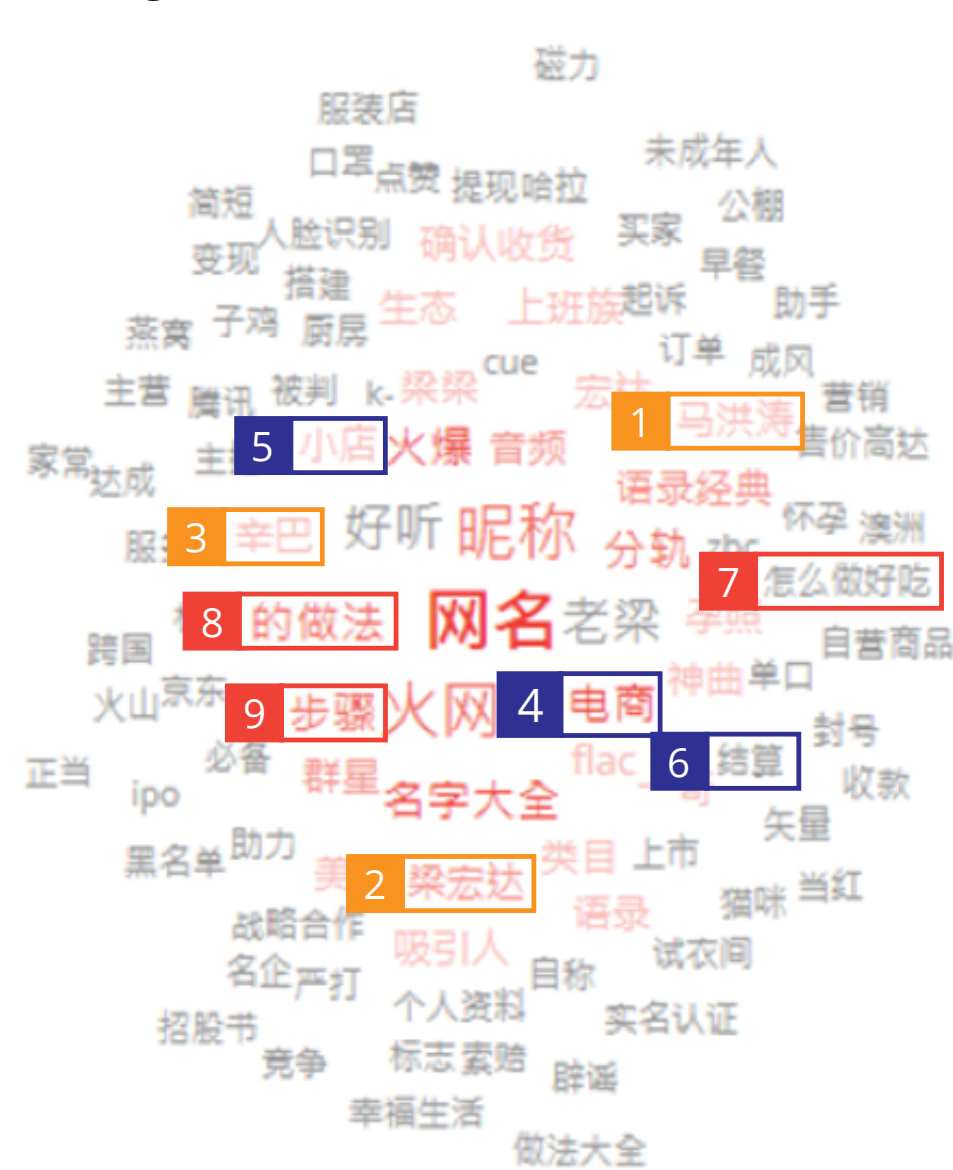 磁力
服装店
口罩 点赞 提现 哈拉 未成年人
简短 公棚
人脸识别 确认收货 买家
变现 早餐
搭建 生态 上班族 起诉 助手
燕窝 子鸡 厨房 订单
cue 成风
主营 腾讯 被判 k- 梁梁 宏达 营销
1 马洪涛
5 小店 火爆 音频 售价高达
家常 达成 语录经典
3 辛巴 好听 昵称 分轨 怀孕 澳洲
7 怎么做好吃
8 的做法 网名 老梁
跨国 自营商品
火山 京东 神曲 单口
9 步骤 火网 4 电商
封号
正当 必备 群星 flac 6 结算 收款
ipo 名字大全
黑名单 助力 类目 上市 矢量
2 梁宏达 猫咪 当红
战略合作 语录
吸引人 试衣间
名企 严打 自称
个人资料
招股书 实名认证
竞争 标志 索赔 辟谣
幸福生活
做法大全